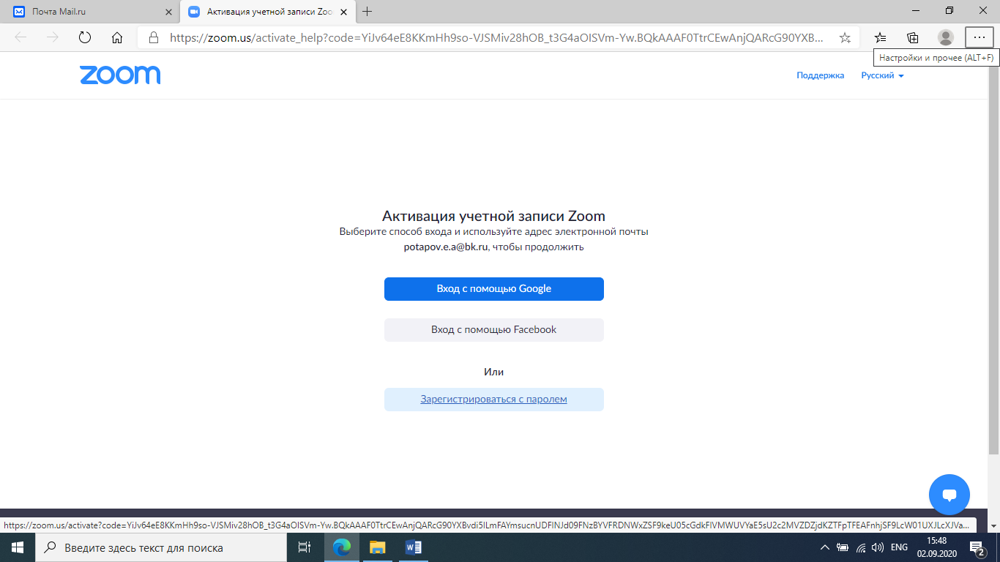 Почта Mail.ru
Активация учетной записи Zoo
https://zoom.us/activate_help?code=YiJv64eE8KKmHh9so-VJSMiv28hOB_t3G4aOISVm-Yw.BQkAAAF0TtrCEwAnjQARcG90YXB...
Настройки и прочее (ALT+F)
zoom
Поддержка
Русский
Активация учетной записи Zoom
Выберите способ входа и используйте адрес электронной почты
potapov.e.a@bk.ru, чтобы продолжить
Вход с помощью Google
Вход с помощью Facebook
Или
Зарегистрироваться с паролем
https://zoom.us/activate?code=YiJv64eE8KKmHh9so-VJSMiv28hOB_t3G4aOISVm-Yw.BQkAAAF0TtrCEwAnjQARcG90YXBvdi5lLmFAYmsucnUDFlNJd09FNzBYVFRDNWxZSF9keU05cGdkFlVMWUVYaE5sU2c2MVZDZjdKZTFpTFEAFnhjSF9LcW01UXJLcXJVa...
Введите здесь текст для поиска
ENG
15:48
02.09.2020
2